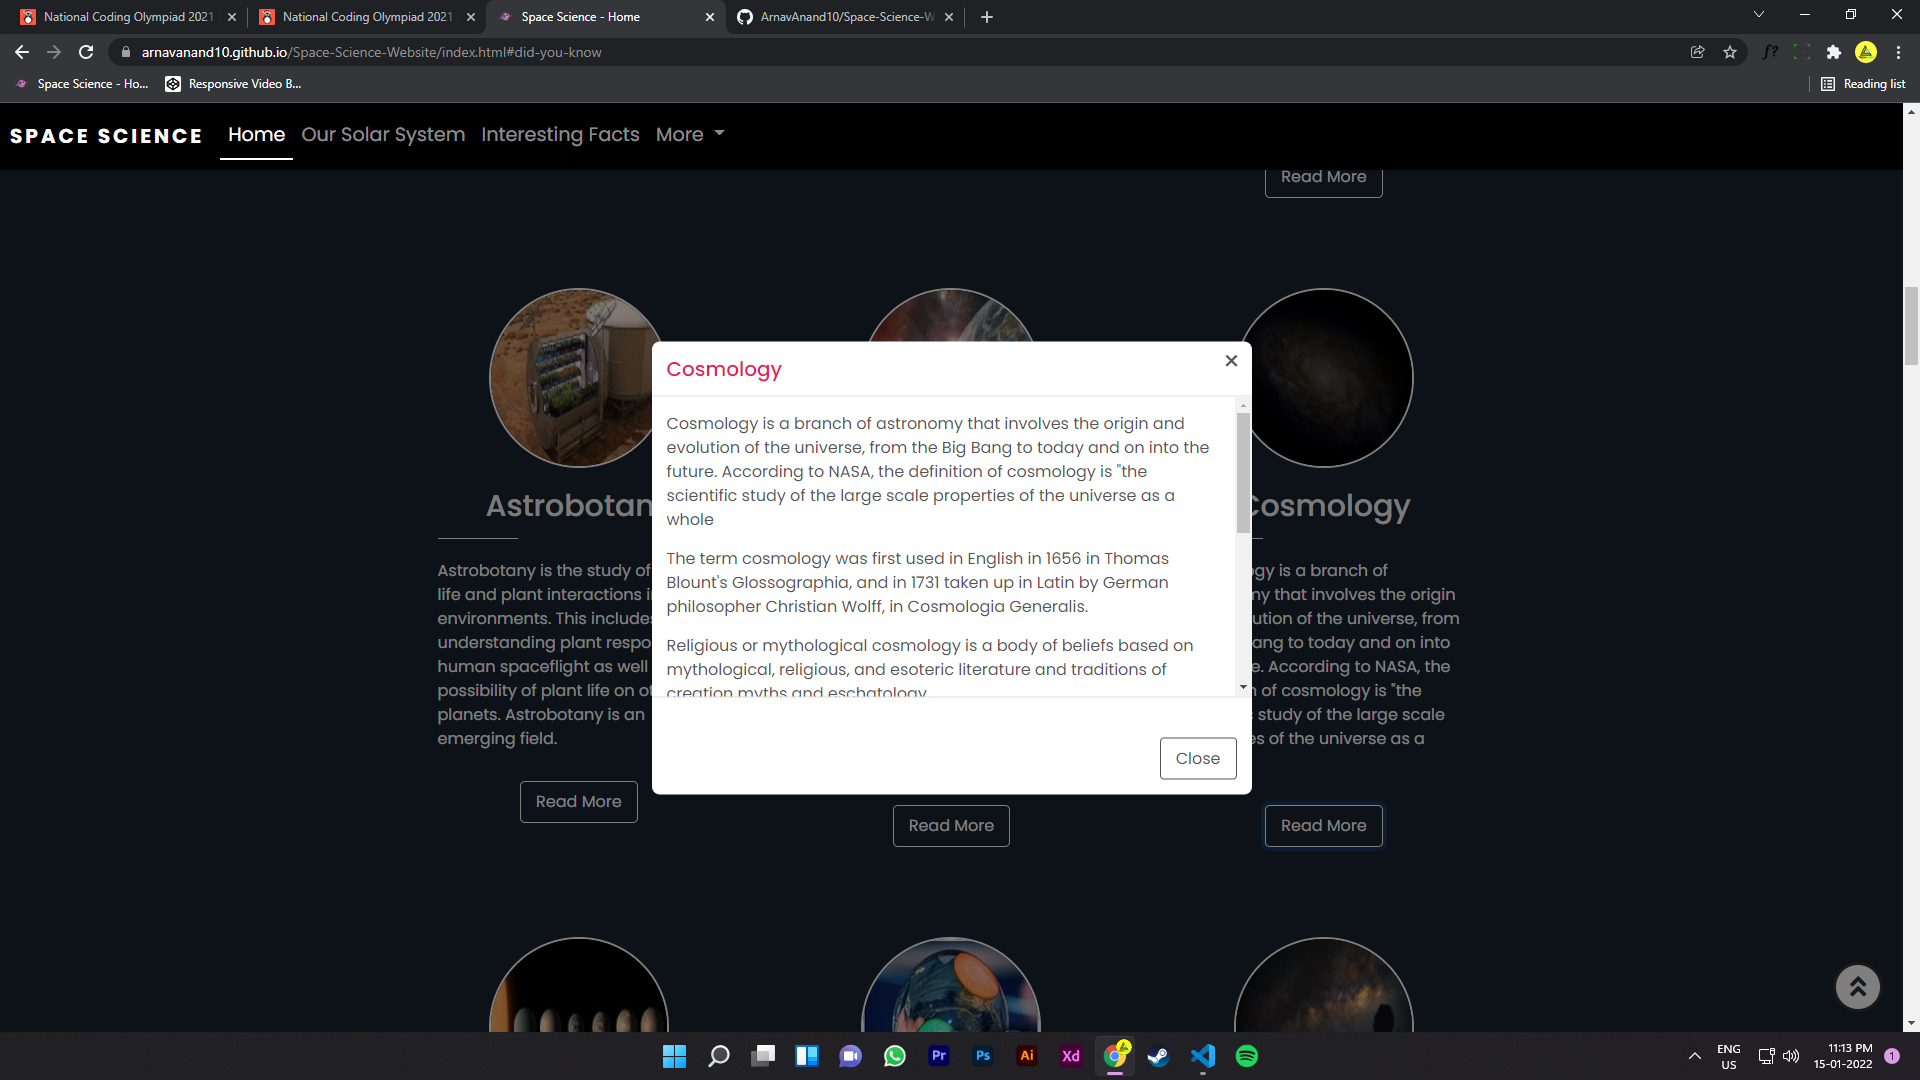 National Coding Olympiad 2021
National Coding Olympiad 2021
Space Science - Home
ArnavAnand10/Space-Science-W
arnavanand10.github.io/Space-Science-Website/index.html#did-you-know
f?
Space Science - Ho...
Responsive Video B...
Reading list
SPACE SCIENCE
Home
Our Solar System
Interesting Facts
More
Read More
Cosmology
Cosmology is a branch of astronomy that involves the origin and
evolution of the universe, from the Big Bang to today and on into the
future. According to NASA, the definition of cosmology is "the
scientific study of the large scale properties of the universe as a
whole
The term cosmology was first used in English in 1656 in Thomas
Blount's Glossographia, and in 1731 taken up in Latin by German
philosopher Christian Wolff, in Cosmologia Generalis.
Religious or mythological cosmology is a body of beliefs based on
mythological, religious, and esoteric literature and traditions of
creation myths and eschatology.
Close
Astrobotan
Astrobotany is the study of
life and plant interactions i
environments. This include
understanding plant respo
human spaceflight as well
possibility of plant life on ot
planets. Astrobotany is an
emerging field.
Read More
Read More
Cosmology
gy is a branch of
my that involves the origin
ution of the universe, from
ang to today and on into
e. According to NASA, the
n of cosmology is "the
study of the large scale
es of the universe as a
Read More
Pr
Ps
Ai
Xd
ENG
US
11:13 PM
15-01-2022
1